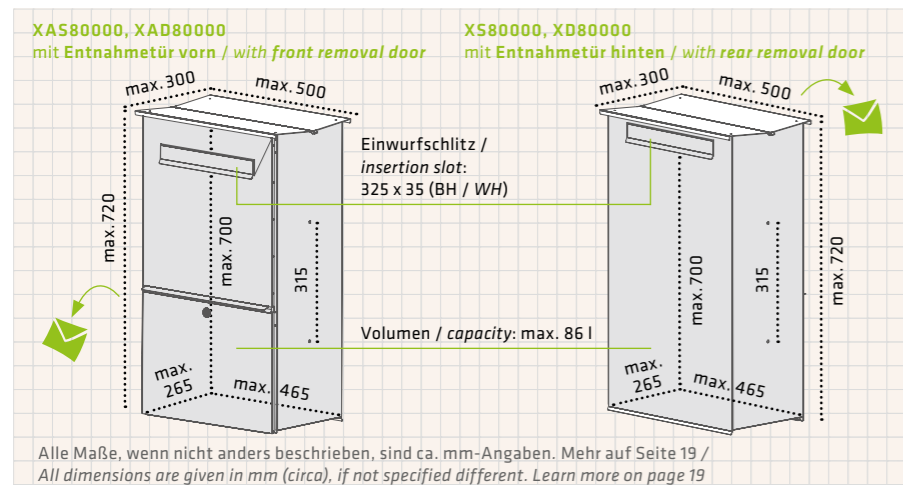 XAS80000, XAD80000
mit Entnahmetür vorn / with front removal door
XS80000, XD80000
mit Entnahmetür hinten / with rear removal door
max. 300
max. 500
max. 720
max. 700
315
max.
265
max. 465
Einwurfschlitz /
insertion slot:
325 x 35 (BH / WH)
Volumen / capacity: max. 86 l
max. 300
max. 500
max. 700
315
max. 720
max.
265
max. 465
Alle Maße, wenn nicht anders beschrieben, sind ca. mm-Angaben. Mehr auf Seite 19 /
All dimensions are given in mm (circa), if not specified different. Learn more on page 19